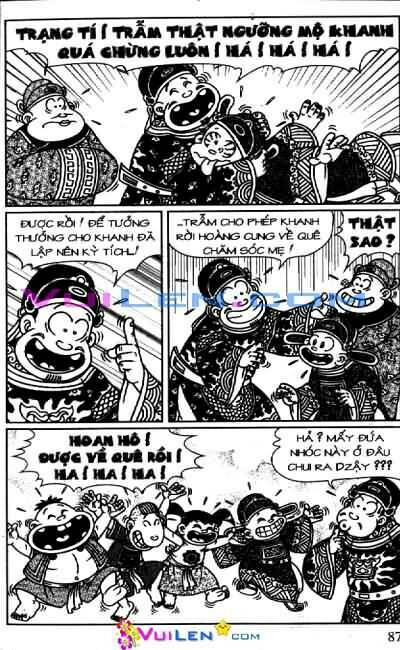 TRẠNG TÍ! TRẪM THẬT NGƯỠNG MỘ KHANH
QUÁ CHỪNG LUÔN! HÁ! HÁ! HÁ!
ĐƯỢC RỒI! ĐỂ TƯỞNG
THƯỞNG CHO KHANH ĐÃ
LẬP NÊN KỲ TÍCH...
...TRẪM CHO PHÉP KHANH
RỜI HOÀNG CUNG VỀ QUÊ
CHĂM SÓC MẸ!
THẬT
SAO?
VUILEN.COM
HOAN HÔ!
ĐƯỢC VỀ QUÊ RỒI!
HA! HA! HA!
HẢ? MẤY ĐỨA
NHÓC NÀY Ở ĐÂU
CHUI RA DZẬY???
VUILEN.COM
87